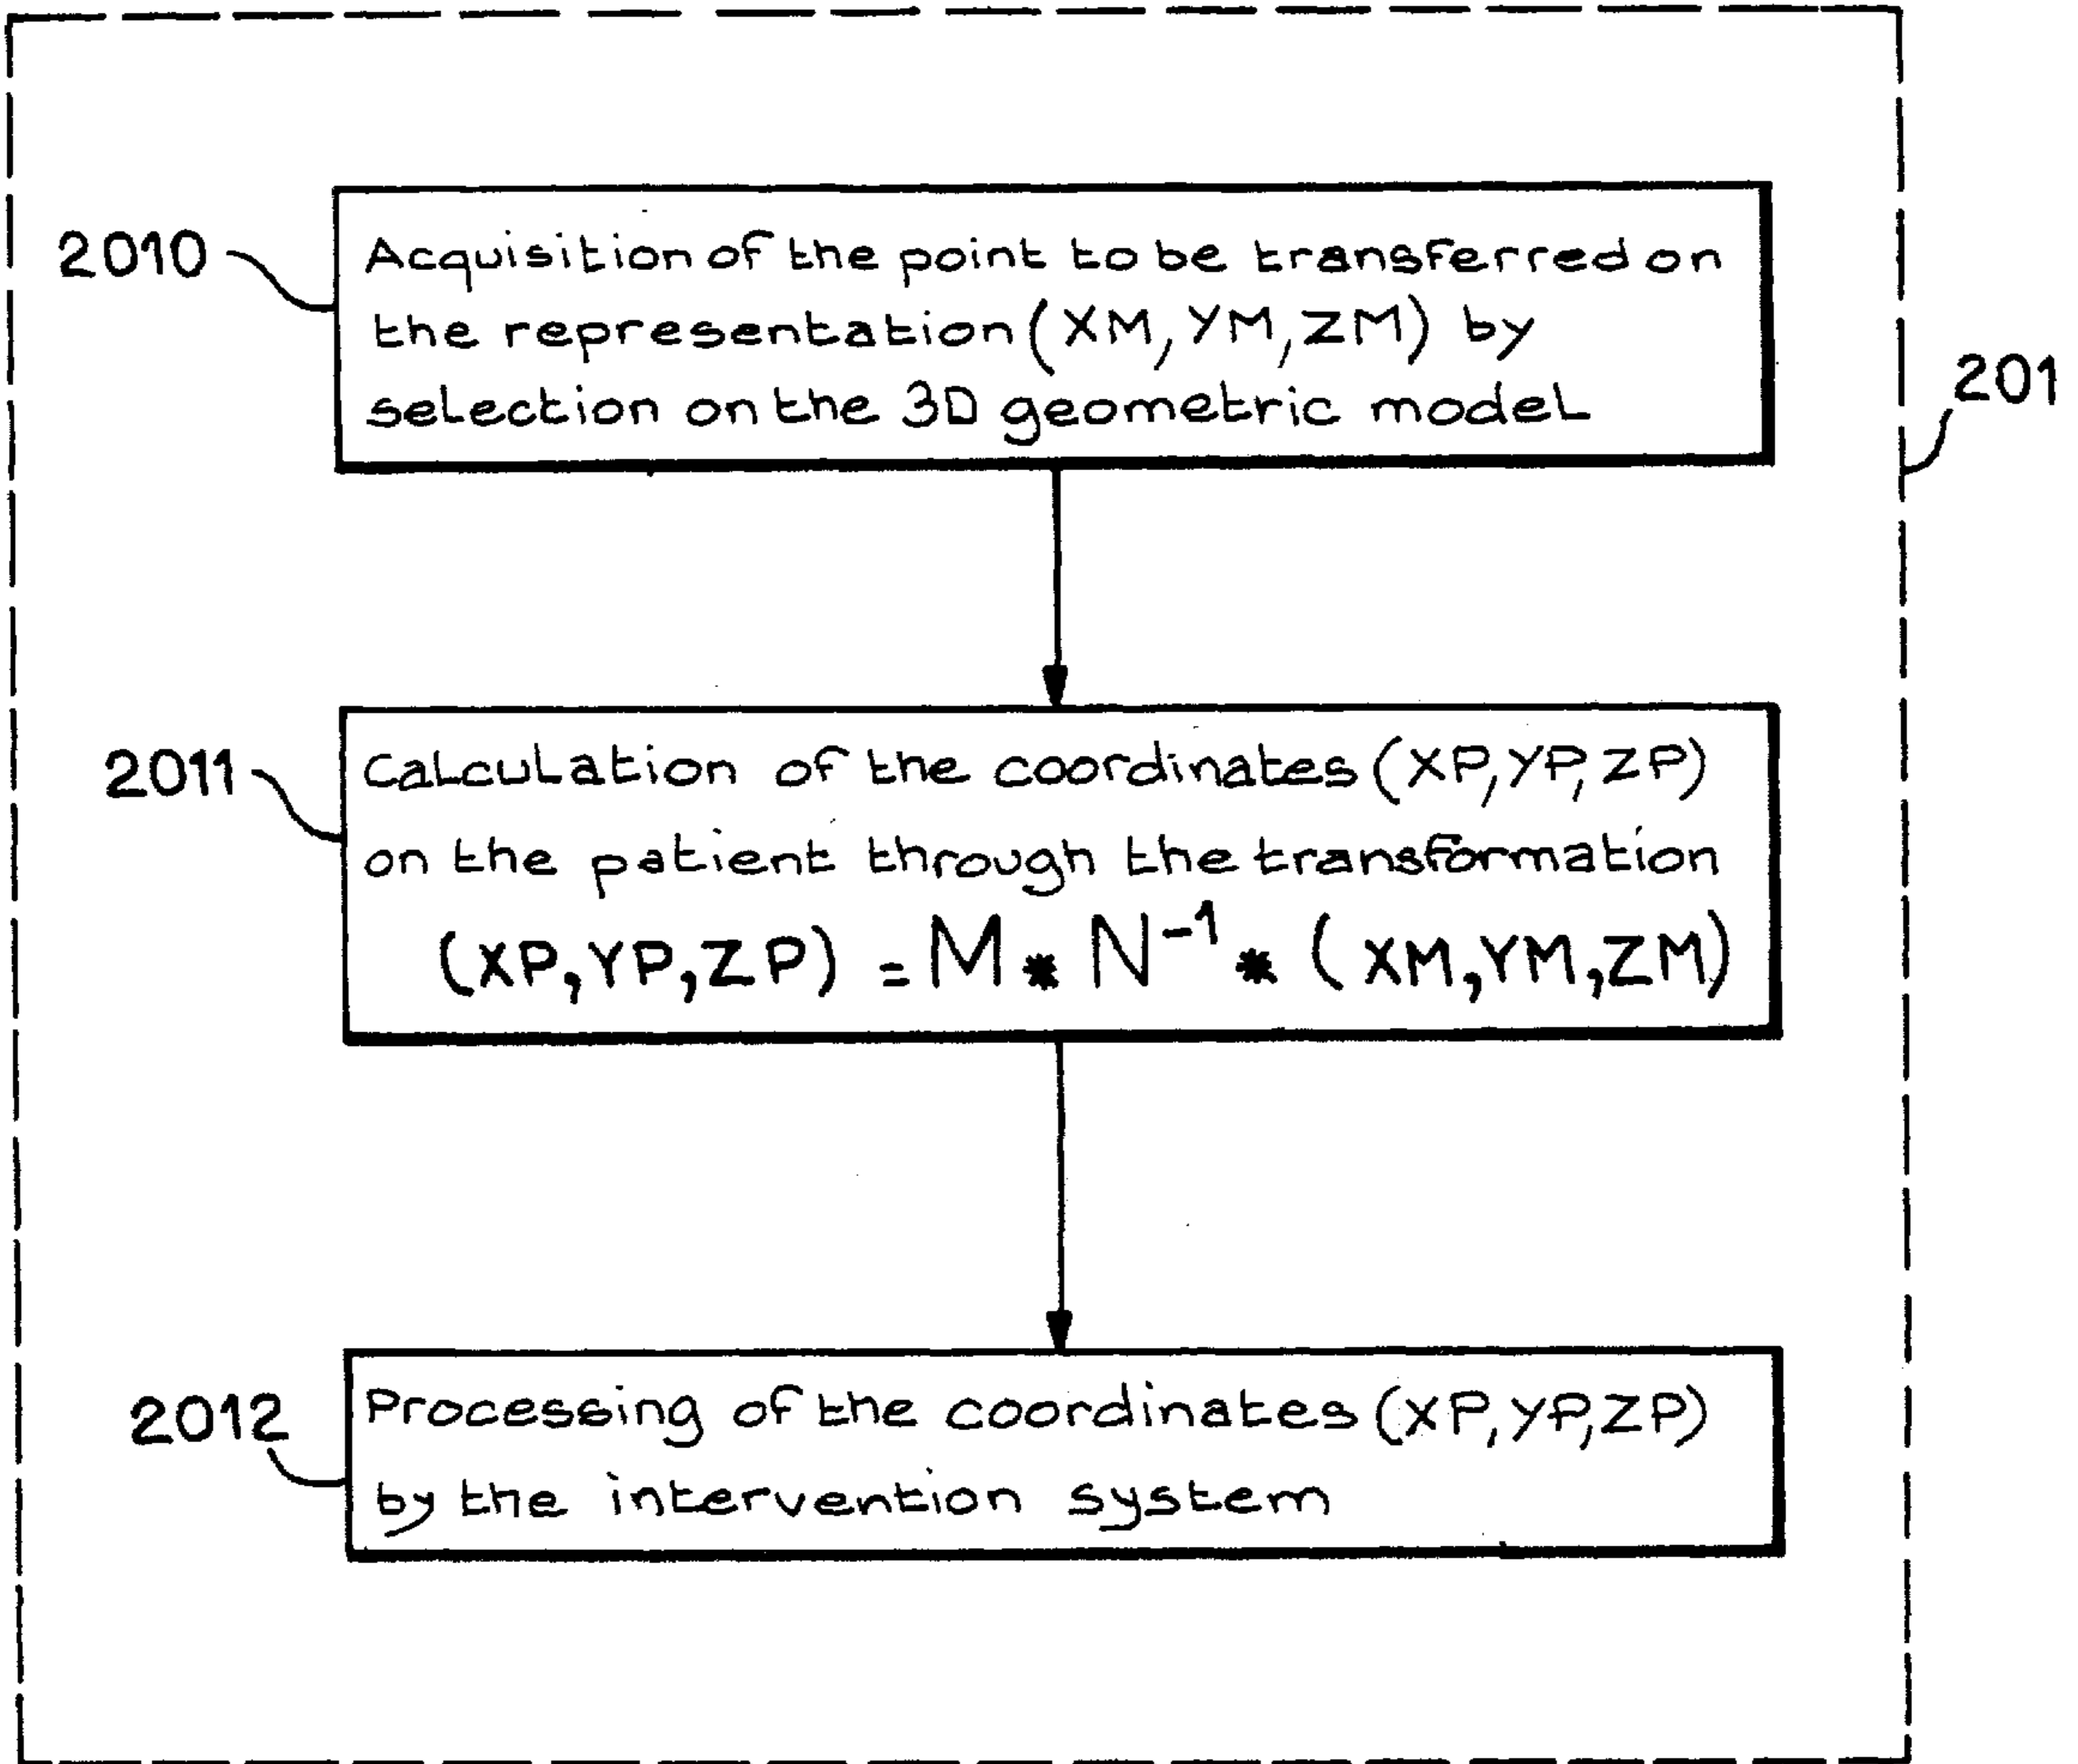 2010
Acquisition of the point to be transferred on
the representation (XM, YM, ZM) by
selection on the 3D geometric model
201
2011
Calculation of the coordinates (XP, YP, ZP)
on the patient through the transformation
(XP, YP, ZP) = M * N⁻¹ * (XM, YM, ZM)
2012
Processing of the coordinates (XP, YP, ZP)
by the intervention system